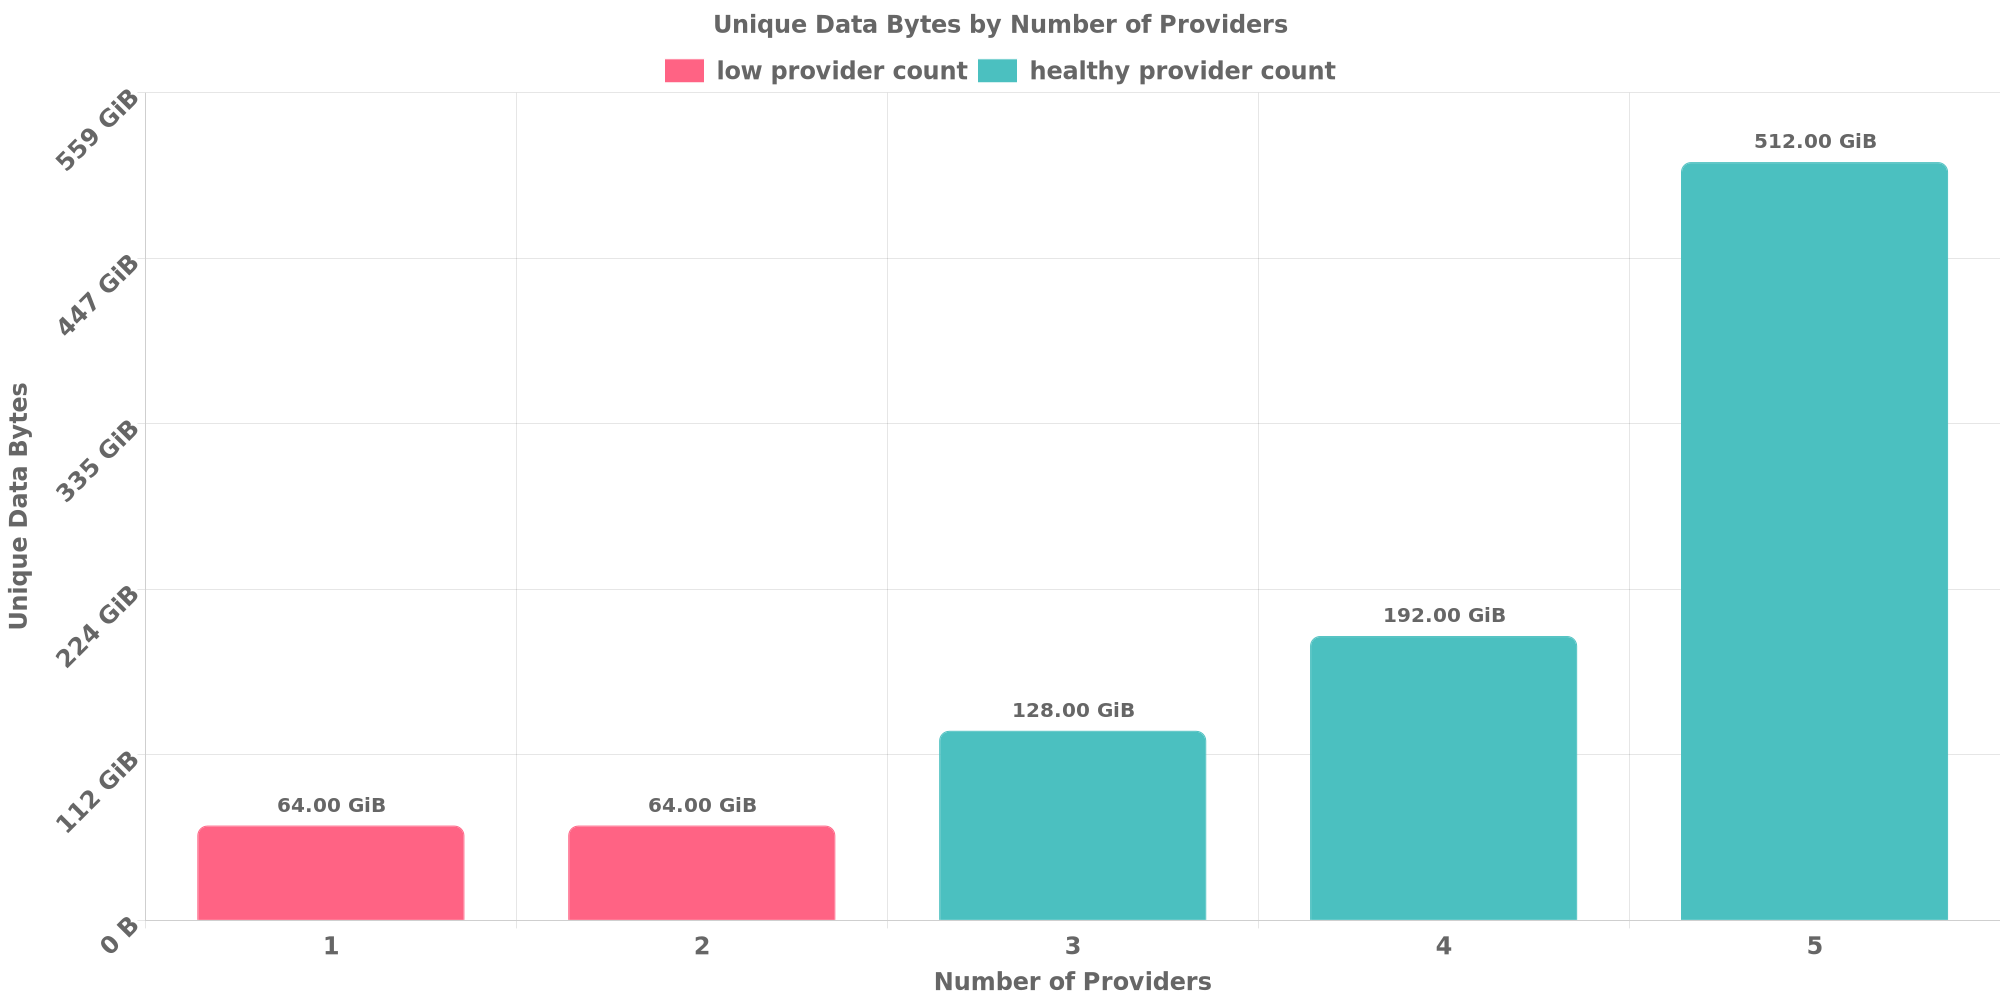 Unique Data Bytes by Number of Providers
low provider count healthy provider count
559 GiB
447 GiB
335 GiB
224 GiB
112 GiB
0 B
Unique Data Bytes
64.00 GiB
64.00 GiB
128.00 GiB
192.00 GiB
512.00 GiB
1 2 3 4 5
Number of Providers